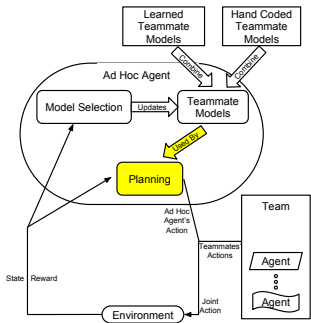 Learned
Teammate
Models
Hand Coded
Teammate
Models
Combine
Combine
Ad Hoc Agent
Model Selection
Updates
Teammate
Models
Used By
Planning
Ad Hoc
Agent's
Action
Team
Teammates'
Actions
Agent
Agent
State
Reward
Joint
Action
Environment